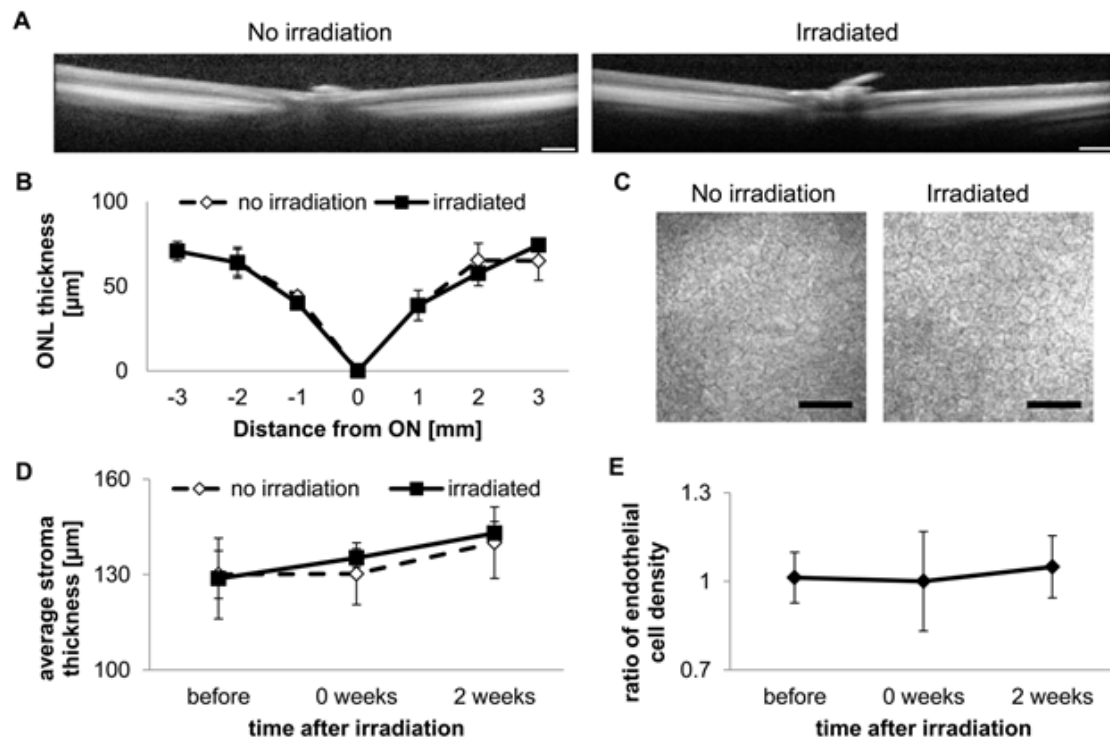 A
No irradiation
Irradiated
B
100
50
0
ONL thickness
[µm]
no irradiation
irradiated
-3 -2 -1 0 1 2 3
Distance from ON [mm]
C
No irradiation
Irradiated
D
160
130
100
average stroma
thickness [µm]
no irradiation
irradiated
before 0 weeks 2 weeks
time after irradiation
E
1.3
1
0.7
ratio of endothelial
cell density
before 0 weeks 2 weeks
time after irradiation